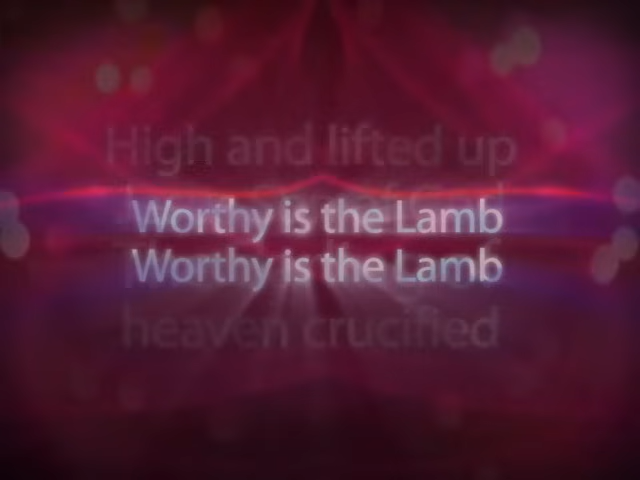 High and lifted up
Worthy is the Lamb
Worthy is the Lamb
heaven crucified